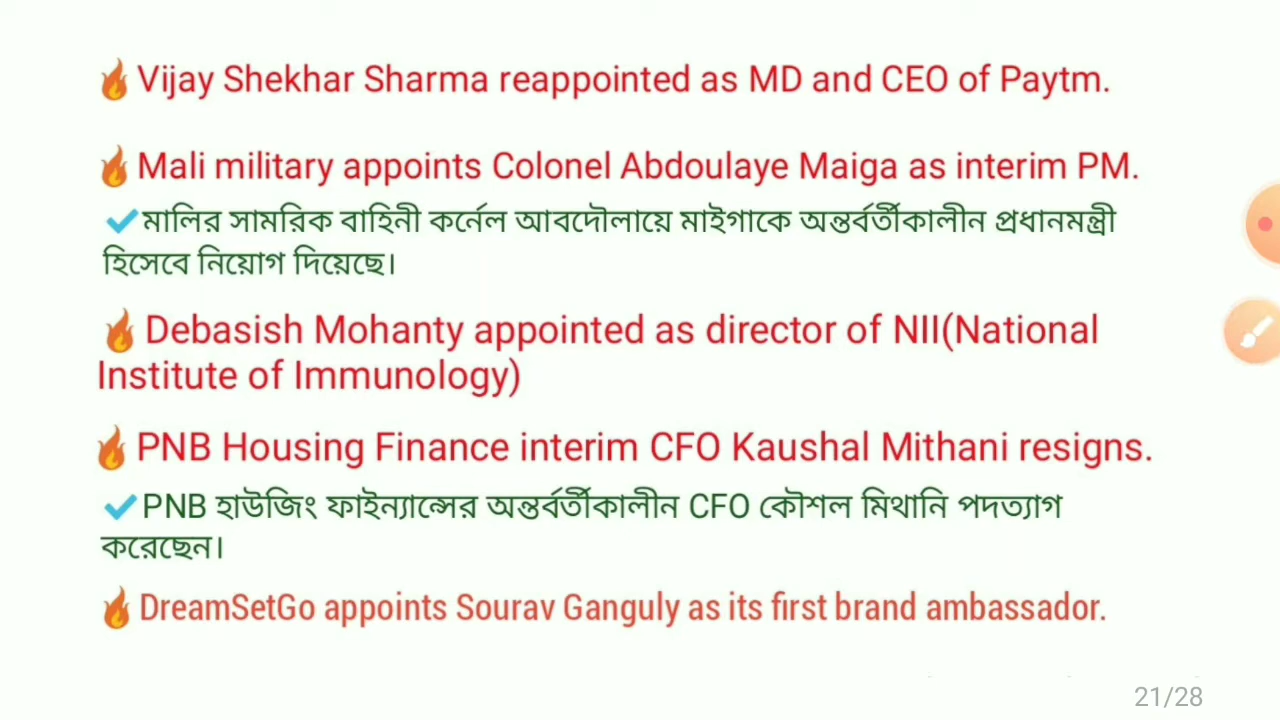 🔥Vijay Shekhar Sharma reappointed as MD and CEO of Paytm.
🔥Mali military appoints Colonel Abdoulaye Maiga as interim PM.
✔মালির সামরিক বাহিনী কর্নেল আবদৌলায়ে মাইগাকে অন্তর্বর্তীকালীন প্রধানমন্ত্রী
হিসেবে নিয়োগ দিয়েছে।
🔥Debasish Mohanty appointed as director of NII(National
Institute of Immunology)
🔥PNB Housing Finance interim CFO Kaushal Mithani resigns.
✔PNB হাউজিং ফাইন্যান্সের অন্তর্বর্তীকালীন CFO কৌশল মিথানি পদত্যাগ
করেছেন।
🔥DreamSetGo appoints Sourav Ganguly as its first brand ambassador.
21/28